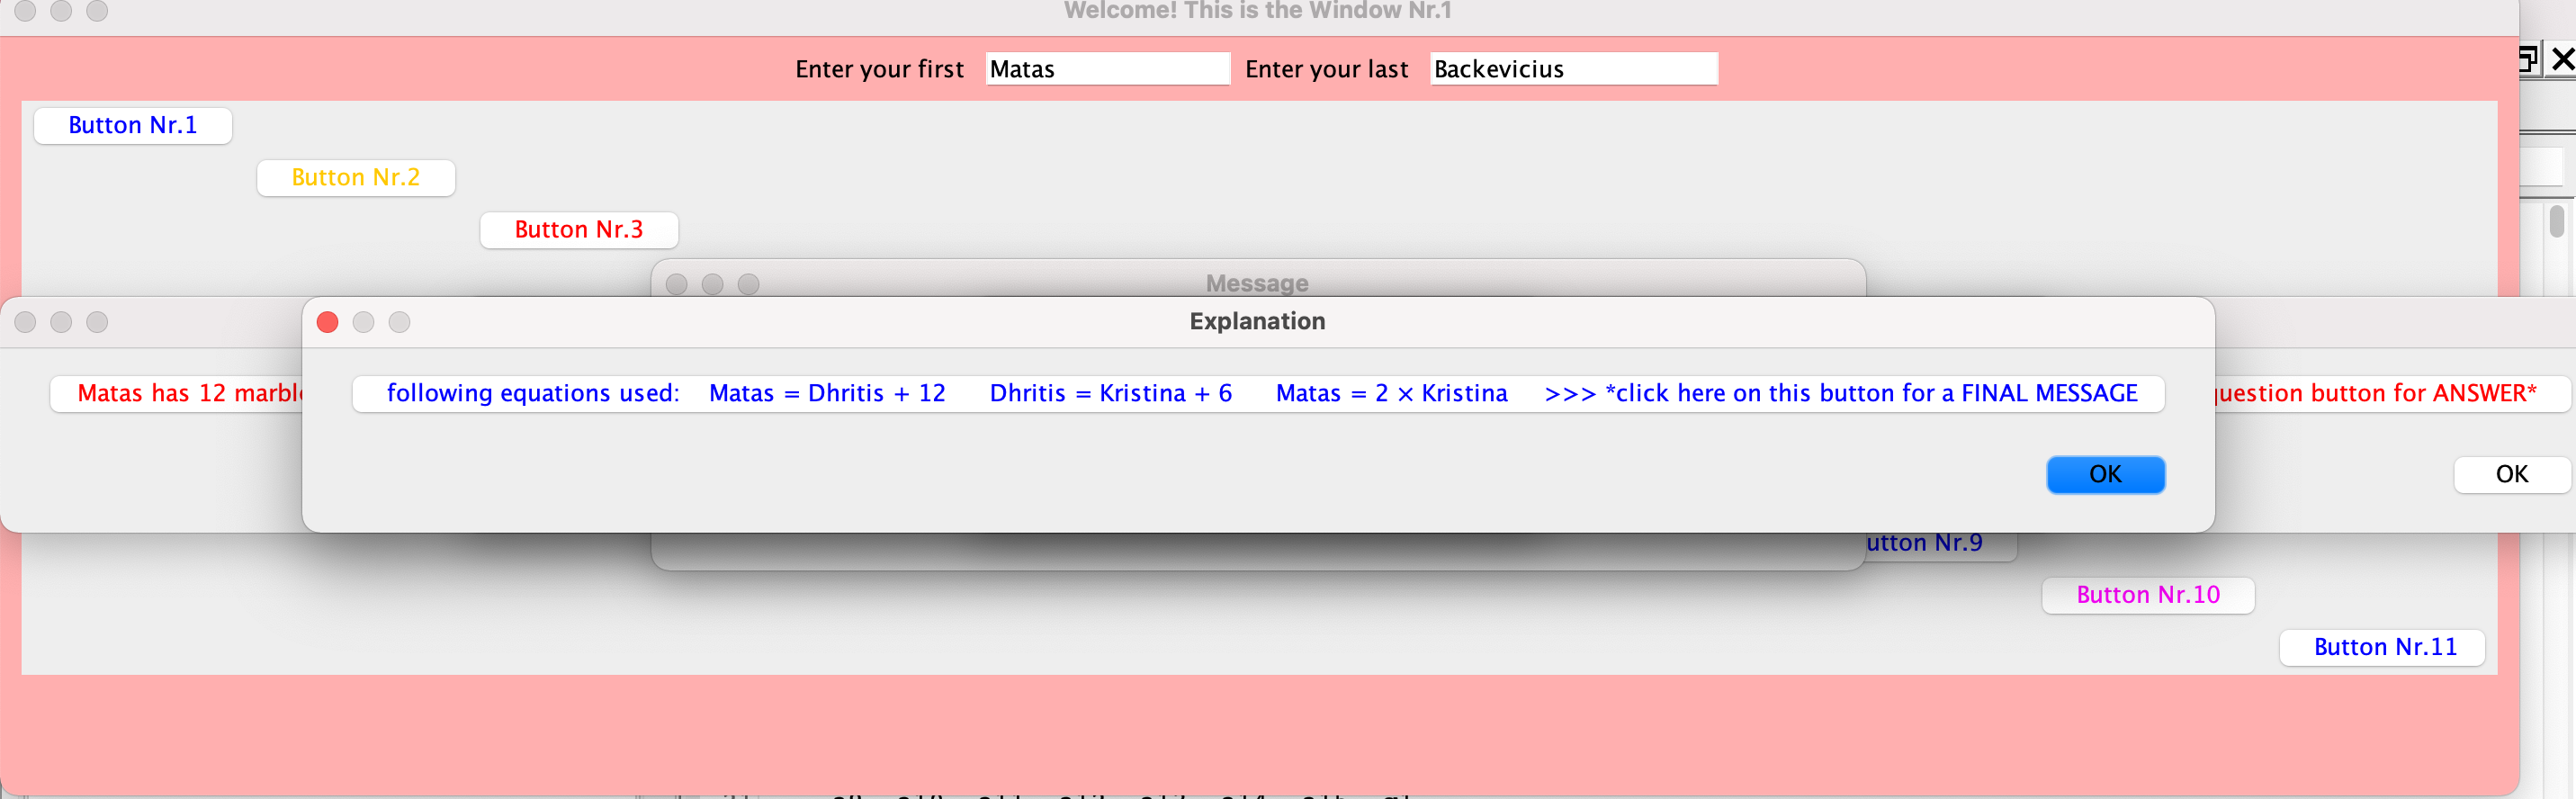 Welcome! This is the Window Nr.1
Enter your first Matas Enter your last Backevicius
Button Nr.1
Button Nr.2
Button Nr.3
Message
Explanation
Matas has 12 following equations used: Matas = Dhritis + 12 Dhritis = Kristina + 6 Matas = 2 × Kristina >>> *click here on this button for a FINAL MESSAGE button for ANSWER*
OK OK
Nr.9
Button Nr.10
Button Nr.11